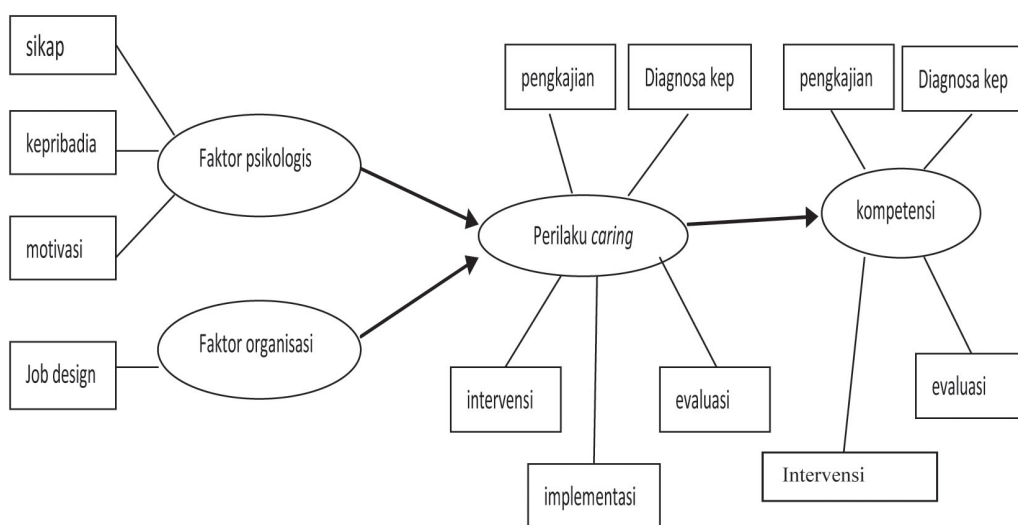 sikap
kepribadia
motivasi
Job design
Faktor psikologis
Faktor organisasi
pengkajian
Diagnosa kep
Perilaku caring
intervensi
implementasi
evaluasi
pengkajian
Diagnosa kep
kompetensi
Intervensi
evaluasi